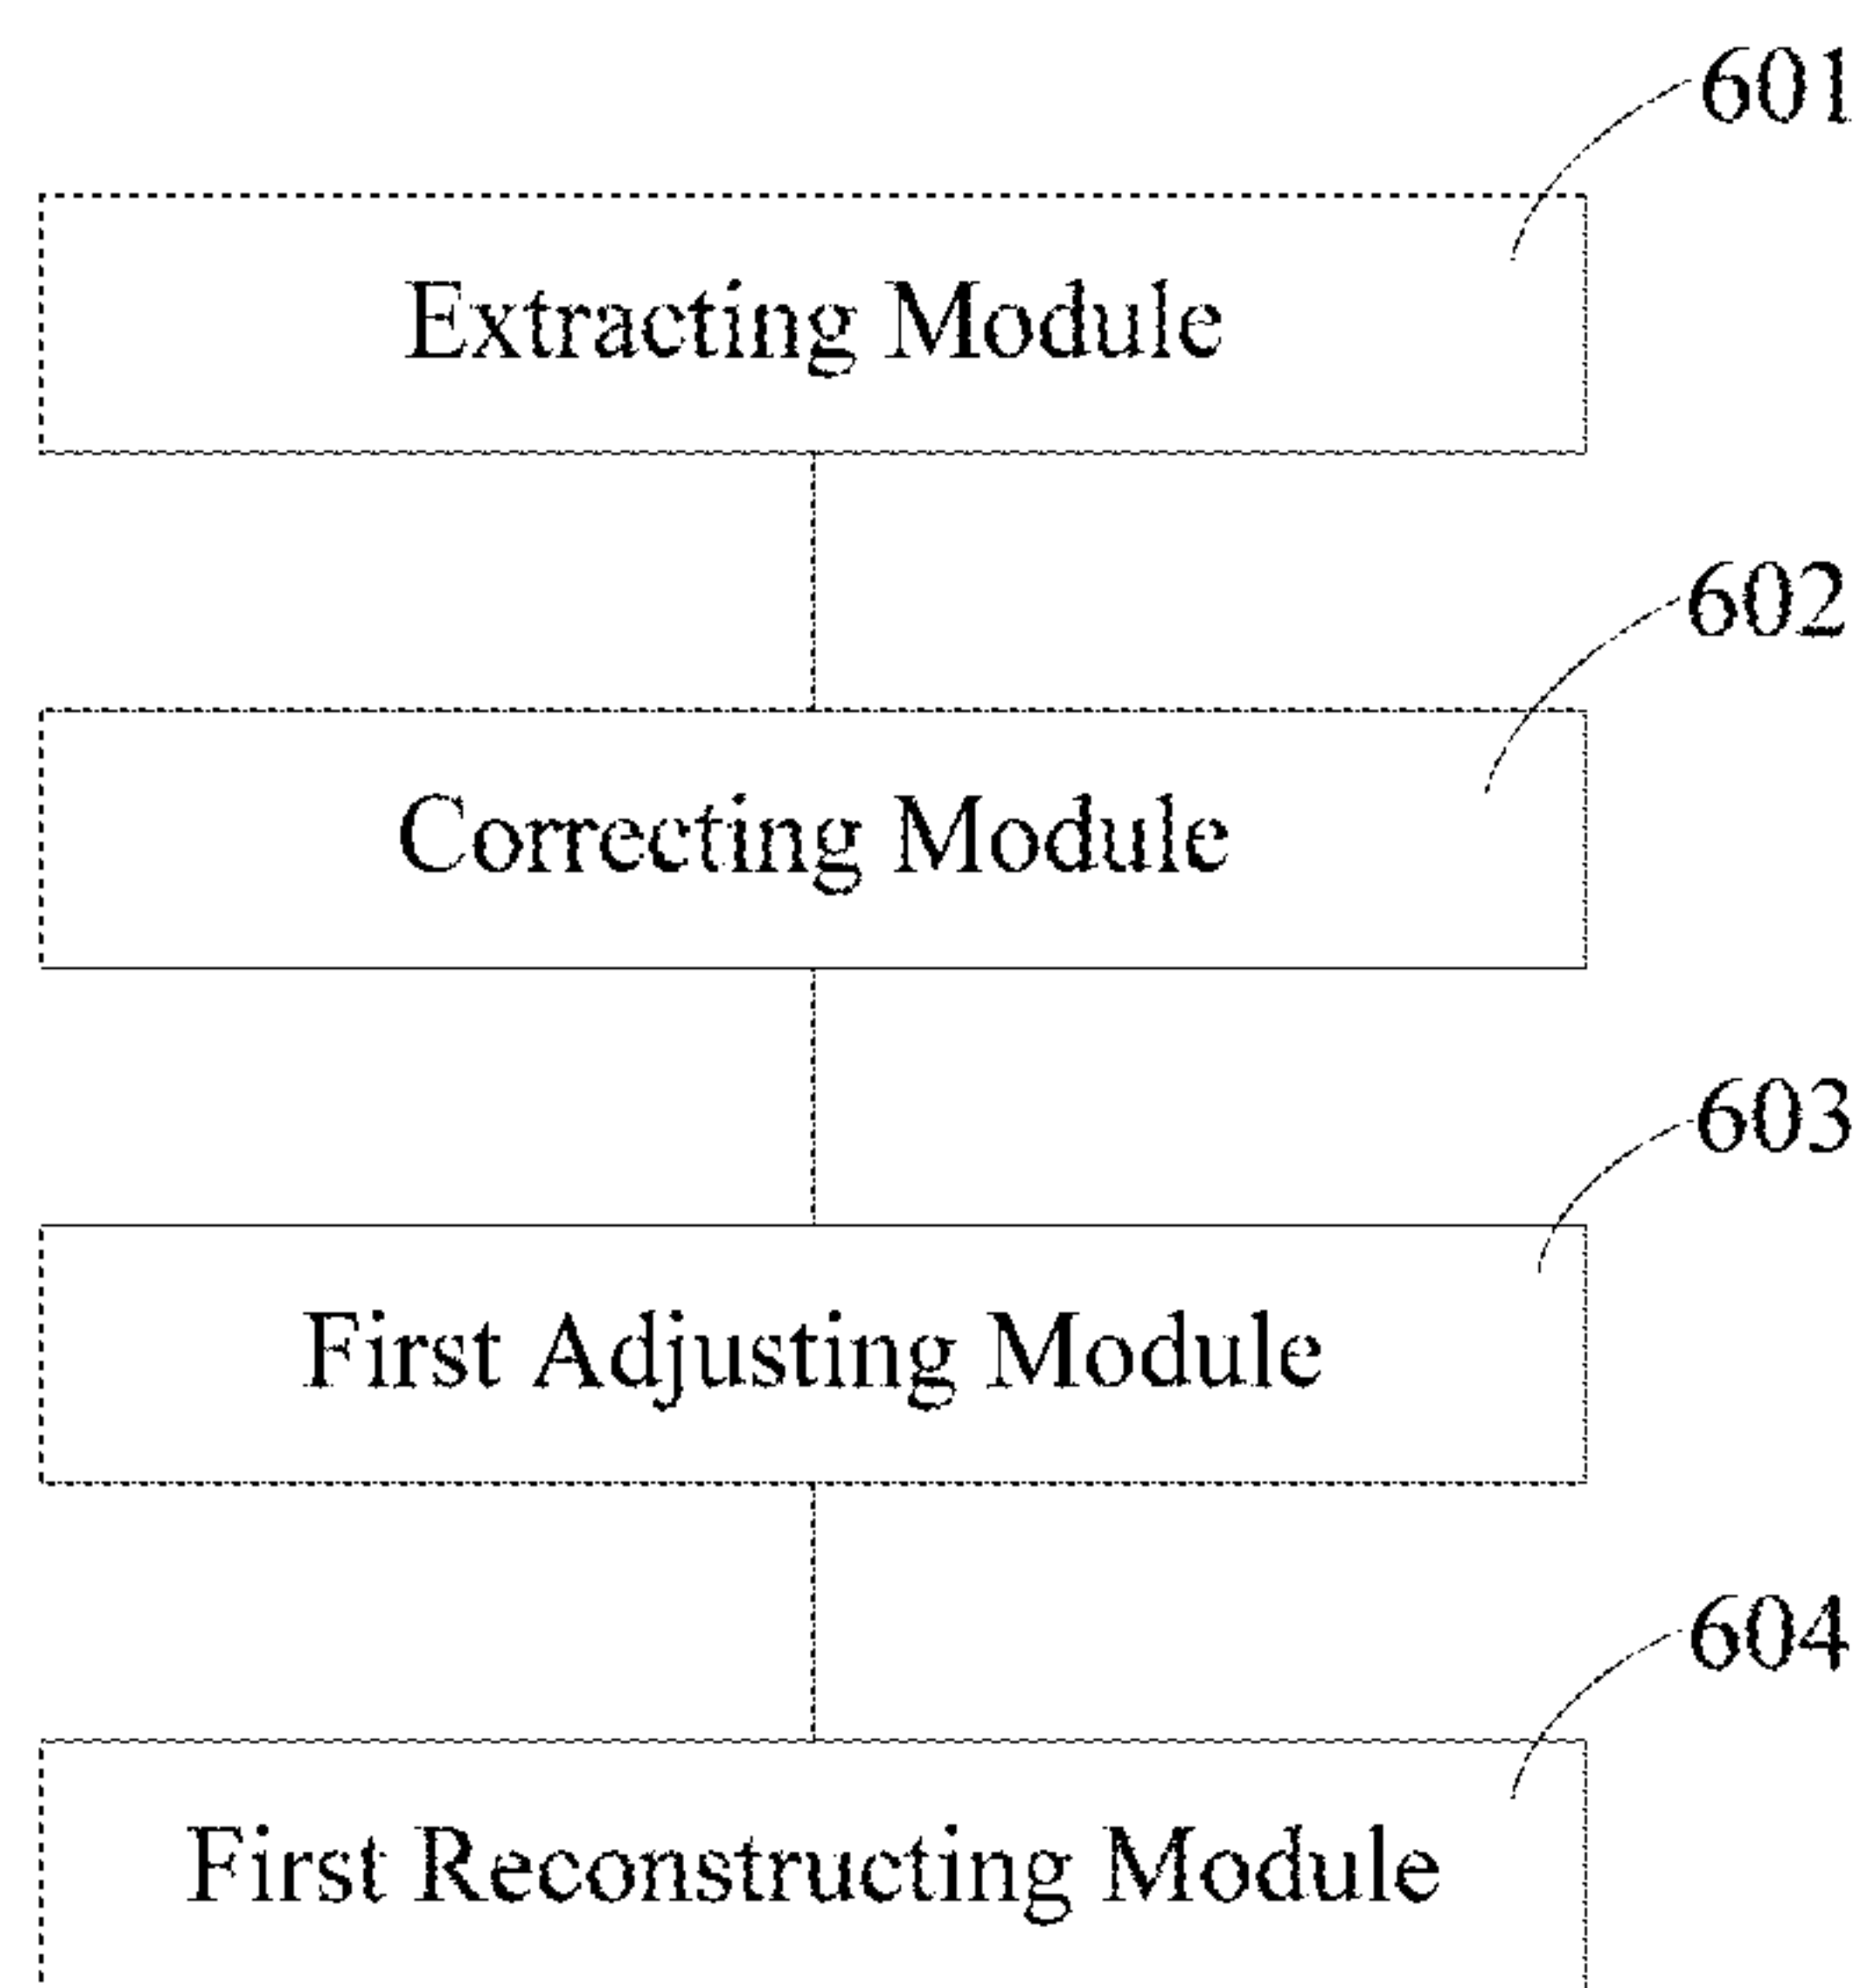 601
Extracting Module
602
Correcting Module
603
First Adjusting Module
604
First Reconstructing Module